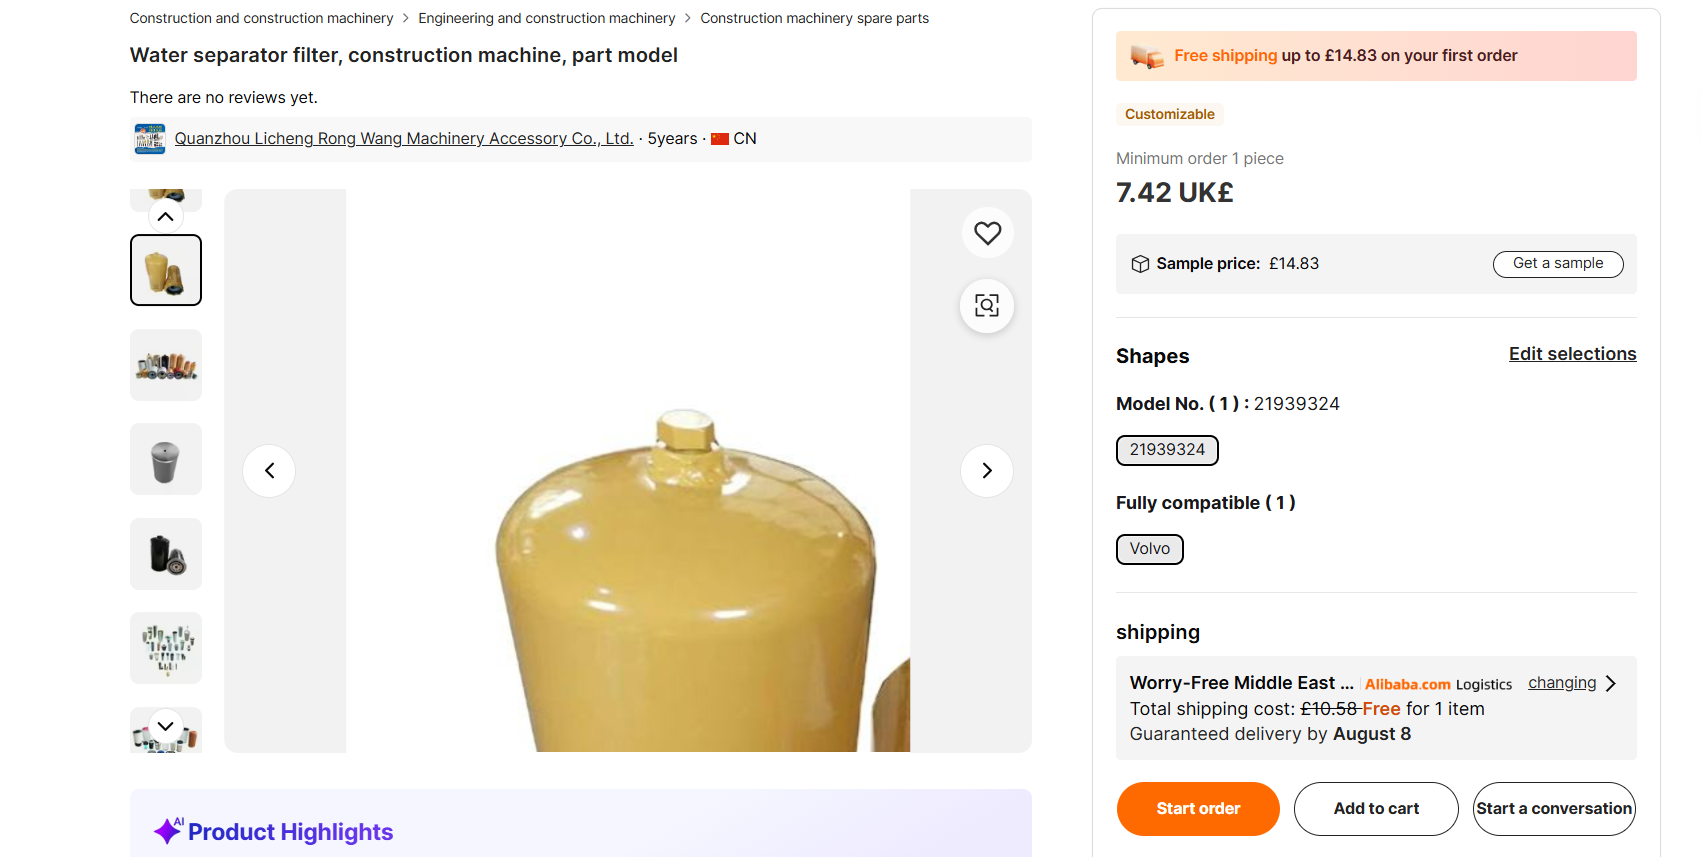 Construction and construction machinery > Engineering and construction machinery > Construction machinery spare parts
Water separator filter, construction machine, part model
There are no reviews yet.
Quanzhou Licheng Rong Wang Machinery Accessory Co., Ltd. · 5years · CN
AI Product Highlights
Free shipping up to £14.83 on your first order
Customizable
Minimum order 1 piece
7.42 UK£
Sample price: £14.83 Get a sample
Shapes Edit selections
Model No. ( 1 ) : 21939324
21939324
Fully compatible ( 1 )
Volvo
shipping
Worry-Free Middle East ... Alibaba.com Logistics changing
Total shipping cost: £10.58 Free for 1 item
Guaranteed delivery by August 8
Start order Add to cart Start a conversation